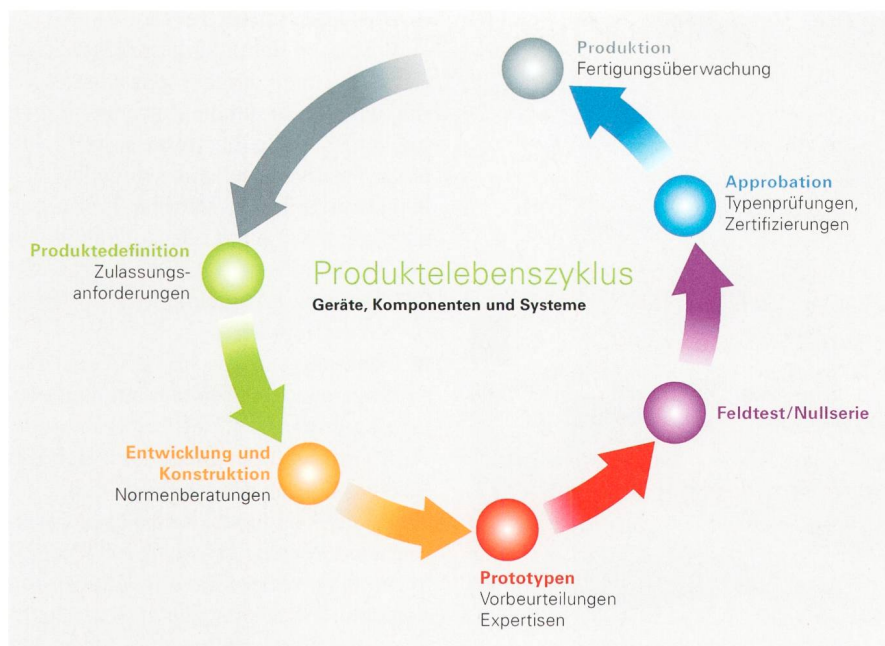 Produktion
Fertigungsüberwachung
Approbation
Typenprüfungen,
Zertifizierungen
Produktedefinition
Zulassungs-
anforderungen
Produktelebenszyklus
Geräte, Komponenten und Systeme
Feldtest/Nullserie
Entwicklung und
Konstruktion
Normenberatungen
Prototypen
Vorbeurteilungen
Expertisen